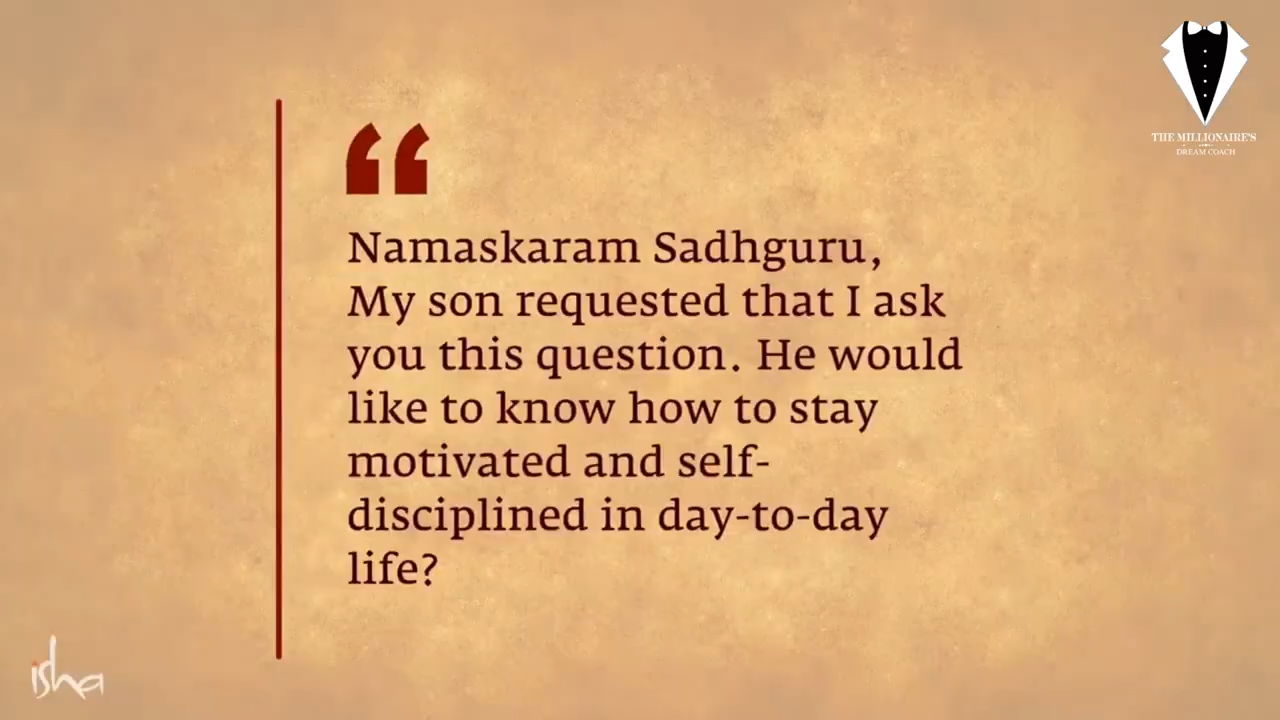 THE MILLIONAIRE'S
DREAM COACH
Namaskaram Sadhguru,
My son requested that I ask
you this question. He would
like to know how to stay
motivated and self-
disciplined in day-to-day
life?
isha